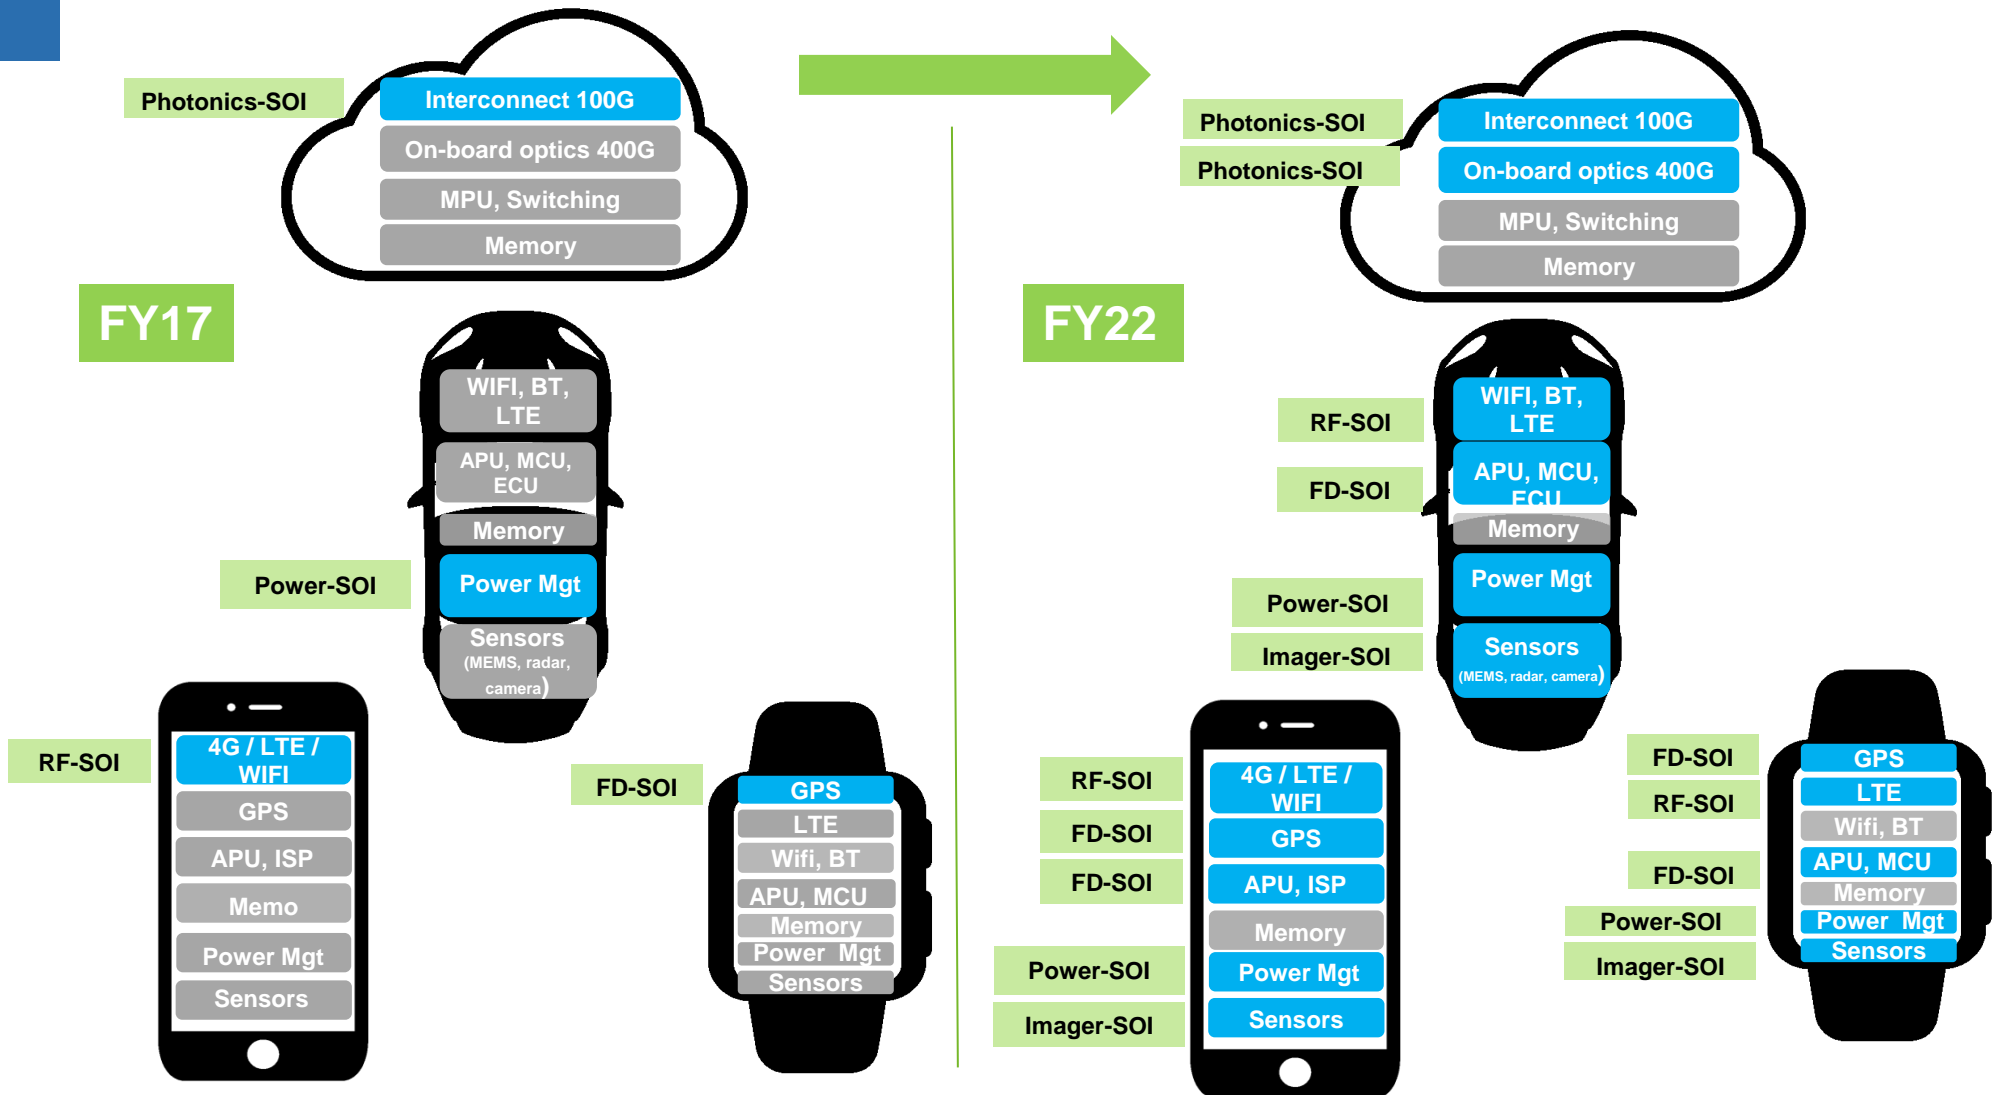 Photonics-SOI
Interconnect 100G
On-board optics 400G
MPU, Switching
Memory
FY17
WIFI, BT,
LTE
APU, MCU,
ECU
Memory
Power-SOI
Power Mgt
Sensors
(MEMS, radar,
camera)
RF-SOI
4G / LTE /
WIFI
GPS
APU, ISP
Memo
Power Mgt
Sensors
FD-SOI
GPS
LTE
Wifi, BT
APU, MCU
Memory
Power Mgt
Sensors
Photonics-SOI
Interconnect 100G
Photonics-SOI
On-board optics 400G
MPU, Switching
Memory
FY22
RF-SOI
WIFI, BT,
LTE
FD-SOI
APU, MCU,
ECU
Memory
Power-SOI
Power Mgt
Imager-SOI
Sensors
(MEMS, radar, camera)
RF-SOI
4G / LTE /
WIFI
FD-SOI
GPS
FD-SOI
APU, ISP
Memory
Power-SOI
Power Mgt
Imager-SOI
Sensors
FD-SOI
GPS
RF-SOI
LTE
Wifi, BT
FD-SOI
APU, MCU
Memory
Power-SOI
Power Mgt
Imager-SOI
Sensors